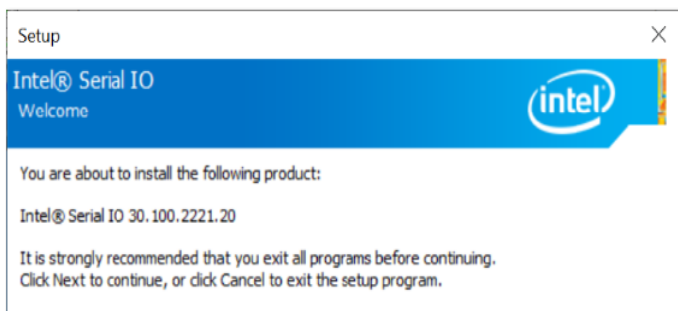 Setup
Intel® Serial IO
Welcome
intel
You are about to install the following product:
Intel® Serial IO 30.100.2221.20
It is strongly recommended that you exit all programs before continuing.
Click Next to continue, or click Cancel to exit the setup program.